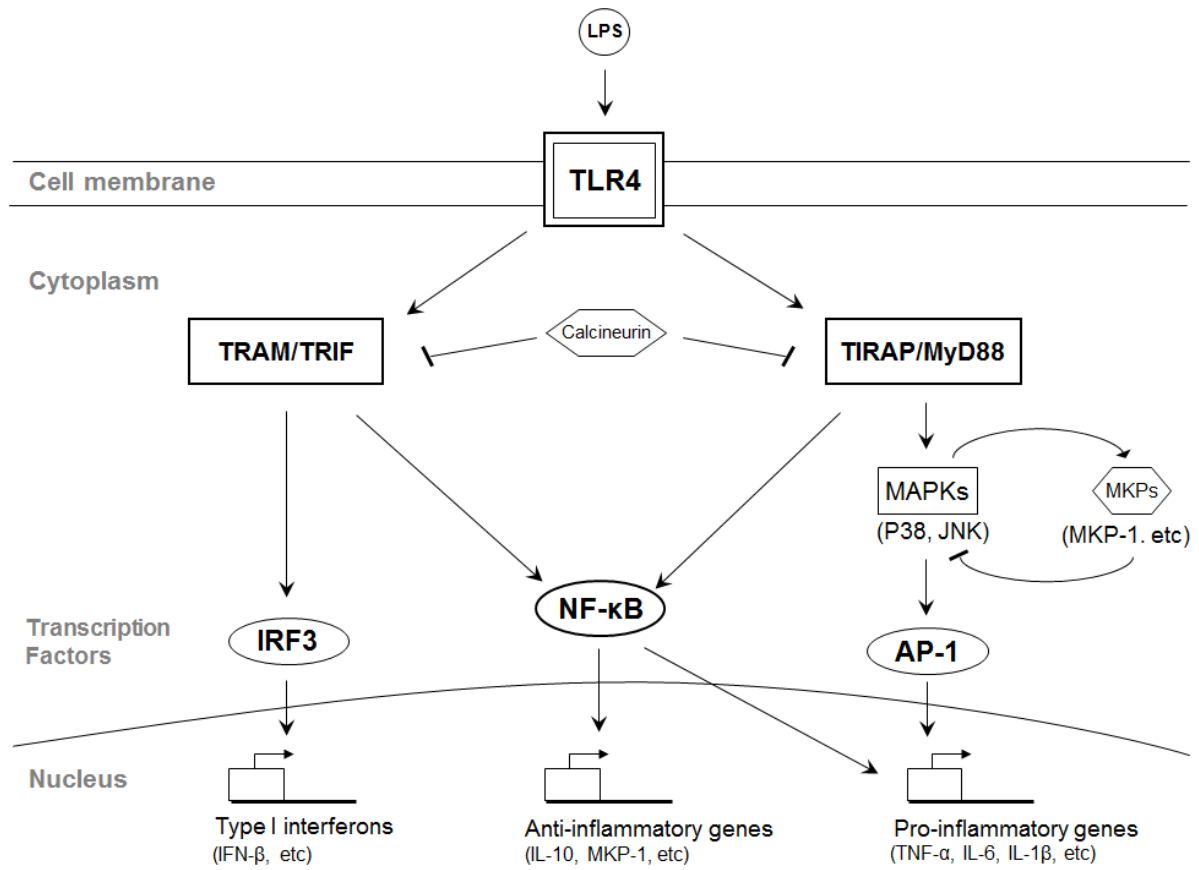 LPS
TLR4
Cell membrane
Cytoplasm
Calcineurin
TRAM/TRIF
TIRAP/MyD88
MAPKs
MKPs
(P38, JNK)
(MKP-1. etc)
NF-κB
Transcription
Factors
IRF3
AP-1
Nucleus
Type I interferons
(IFN-β, etc)
Anti-inflammatory genes
(IL-10, MKP-1, etc)
Pro-inflammatory genes
(TNF-α, IL-6, IL-1β, etc)